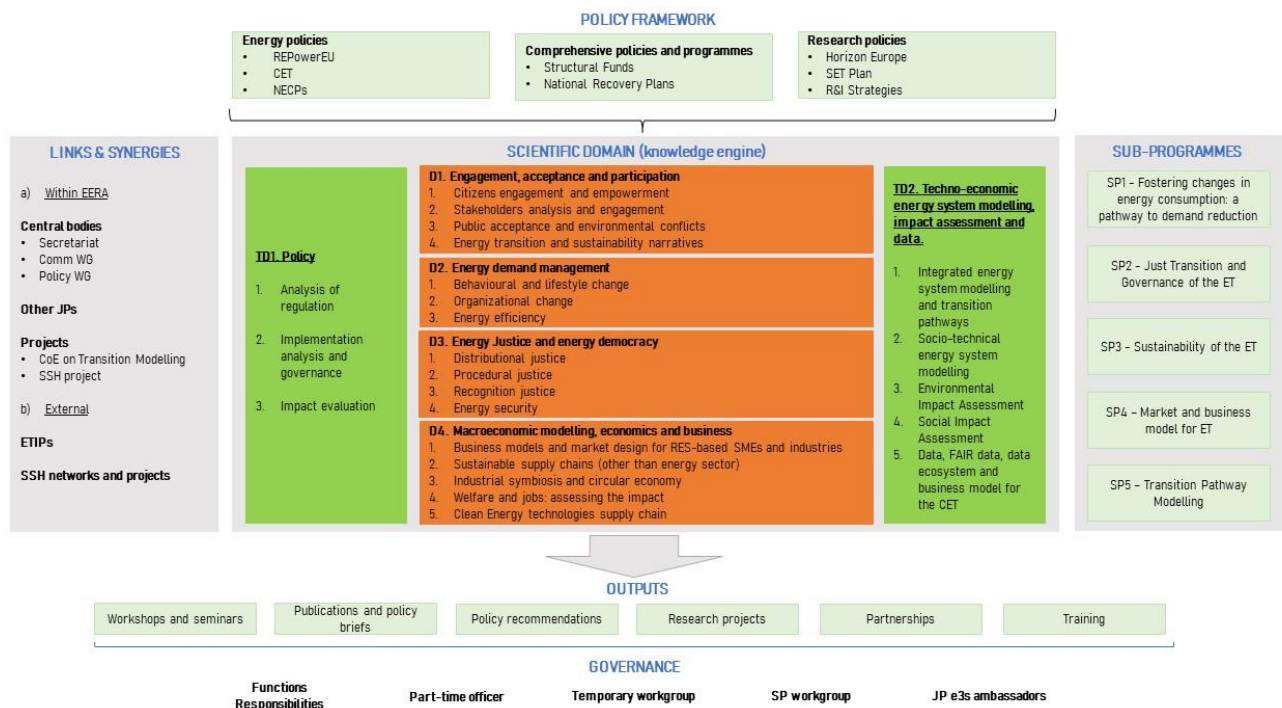 POLICY FRAMEWORK
Energy policies
• REPowerEU
• CET
• NECPs
Comprehensive policies and programmes
• Structural Funds
• National Recovery Plans
Research policies
• Horizon Europe
• SET Plan
• R&I Strategies
LINKS & SYNERGIES
a) Within EERA
Central bodies
• Secretariat
• Comm WG
• Policy WG
Other JPs
Projects
• CoE on Transition Modelling
• SSH project
b) External
ETIPs
SSH networks and projects
SCIENTIFIC DOMAIN (knowledge engine)
TD1. Policy
1. Analysis of
regulation
2. Implementation
analysis and
governance
3. Impact evaluation
D1. Engagement, acceptance and participation
1. Citizens engagement and empowerment
2. Stakeholders analysis and engagement
3. Public acceptance and environmental conflicts
4. Energy transition and sustainability narratives
D2. Energy demand management
1. Behavioural and lifestyle change
2. Organizational change
3. Energy efficiency
D3. Energy Justice and energy democracy
1. Distributional justice
2. Procedural justice
3. Recognition justice
4. Energy security
D4. Macroeconomic modelling, economics and business
1. Business models and market design for RES-based SMEs and industries
2. Sustainable supply chains (other than energy sector)
3. Industrial symbiosis and circular economy
4. Welfare and jobs: assessing the impact
5. Clean Energy technologies supply chain
TD2. Techno-economic
energy system modelling,
impact assessment and
data.
1. Integrated energy
system modelling
and transition
pathways
2. Socio-technical
energy system
modelling
3. Environmental
Impact Assessment
4. Social Impact
Assessment
5. Data, FAIR data, data
ecosystem and
business model for
the CET
SUB-PROGRAMMES
SP1 - Fostering changes in
energy consumption: a
pathway to demand reduction
SP2 - Just Transition and
Governance of the ET
SP3 - Sustainability of the ET
SP4 - Market and business
model for ET
SP5 - Transition Pathway
Modelling
OUTPUTS
Workshops and seminars
Publications and policy
briefs
Policy recommendations
Research projects
Partnerships
Training
GOVERNANCE
Functions
Responsibilities
Part-time officer
Temporary workgroup
SP workgroup
JP e3s ambassadors